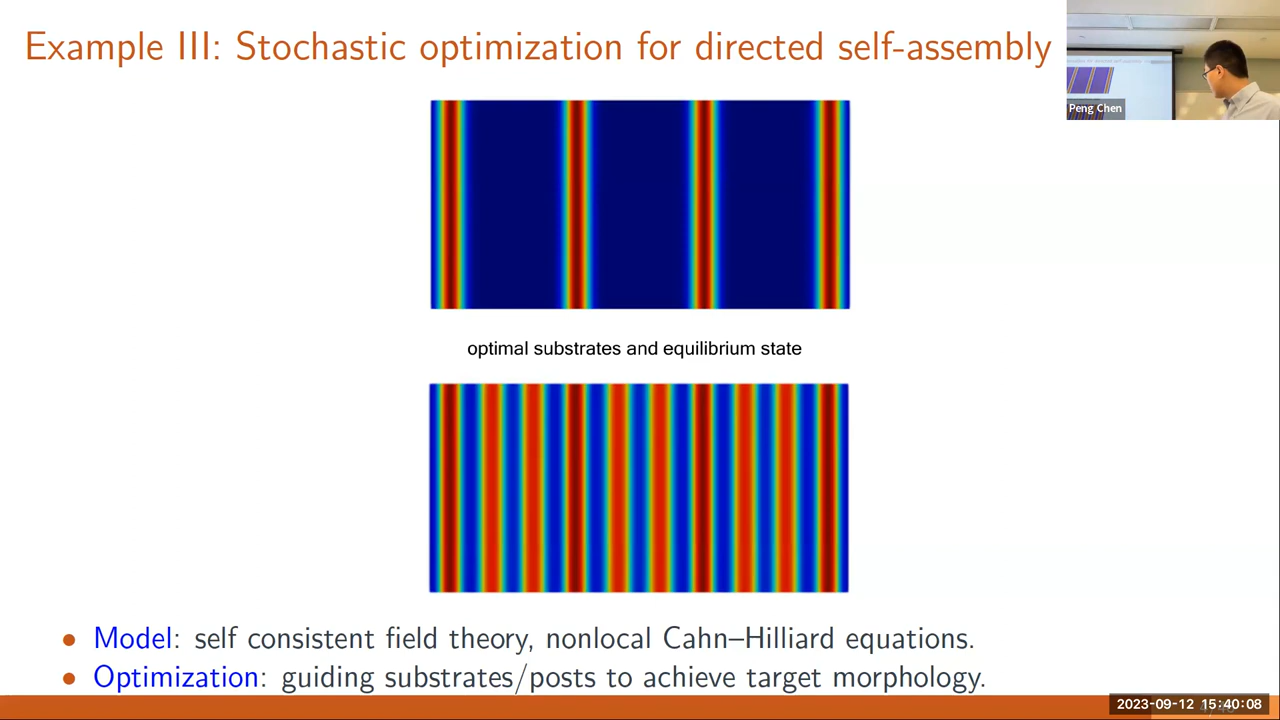 Example III: Stochastic optimization for directed self-assembly
Peng Chen
optimal substrates and equilibrium state
• Model: self consistent field theory, nonlocal Cahn–Hilliard equations.
• Optimization: guiding substrates/posts to achieve target morphology.
2023-09-12 15:40:08